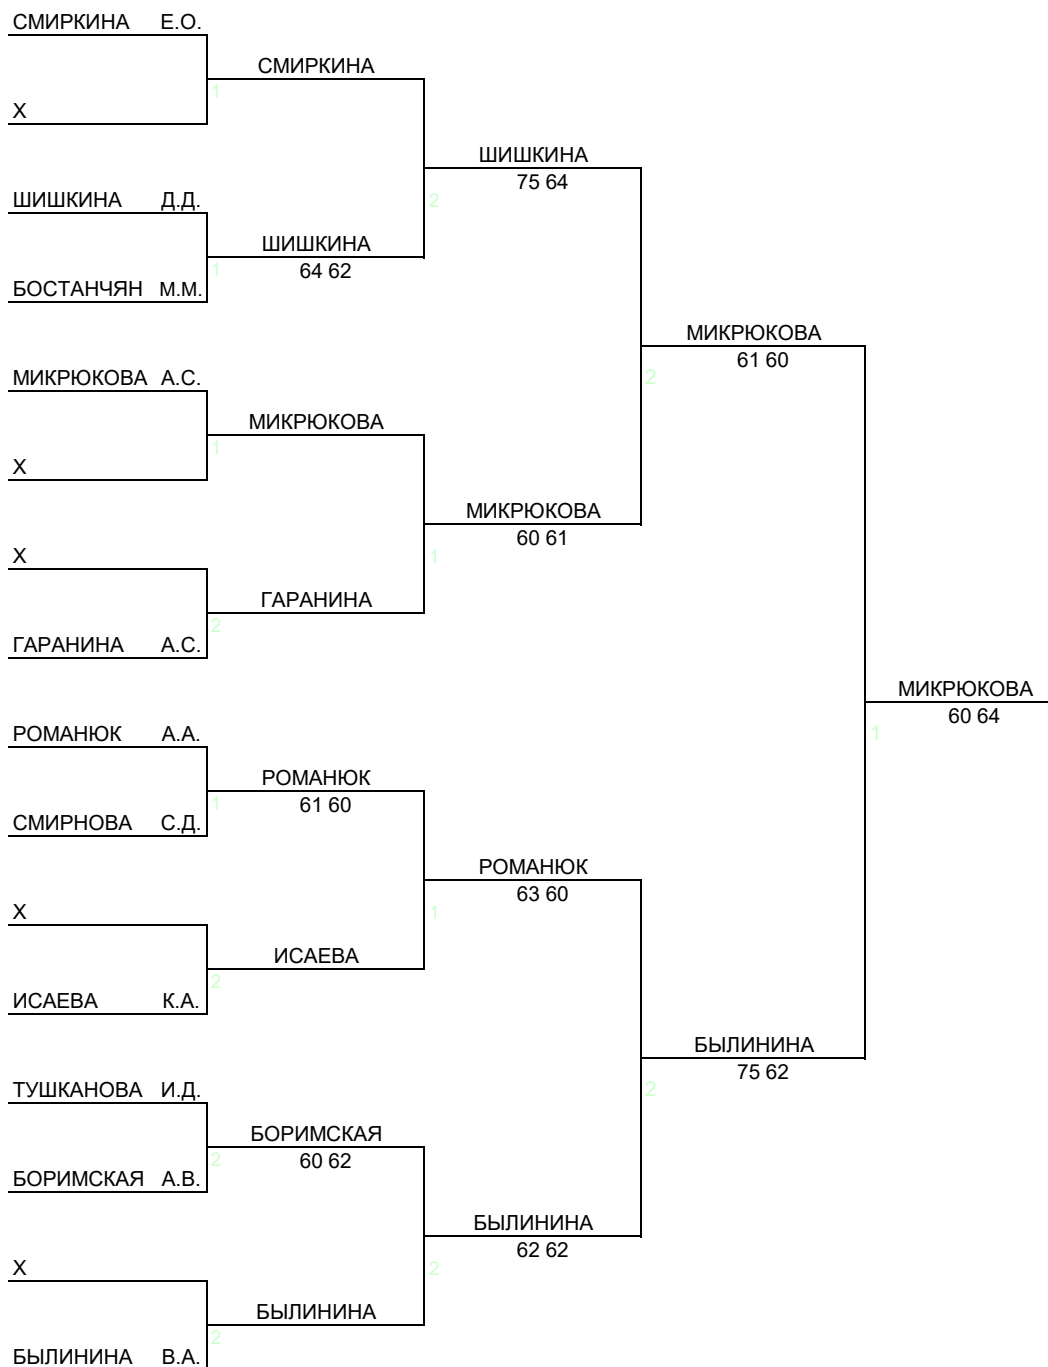 СМИРКИНА Е.О.
СМИРКИНА
1
Х
ШИШКИНА
75 64
2
ШИШКИНА Д.Д.
ШИШКИНА
64 62
1
БОСТАНЧЯН М.М.
МИКРЮКОВА
61 60
2
МИКРЮКОВА А.С.
МИКРЮКОВА
1
Х
МИКРЮКОВА
60 61
1
Х
ГАРАНИНА
2
ГАРАНИНА А.С.
МИКРЮКОВА
60 64
1
РОМАНЮК А.А.
РОМАНЮК
61 60
1
СМИРНОВА С.Д.
РОМАНЮК
63 60
1
Х
ИСАЕВА
2
ИСАЕВА К.А.
БЫЛИНИНА
75 62
2
ТУШКАНОВА И.Д.
БОРИМСКАЯ
60 62
2
БОРИМСКАЯ А.В.
БЫЛИНИНА
62 62
2
Х
БЫЛИНИНА
2
БЫЛИНИНА В.А.